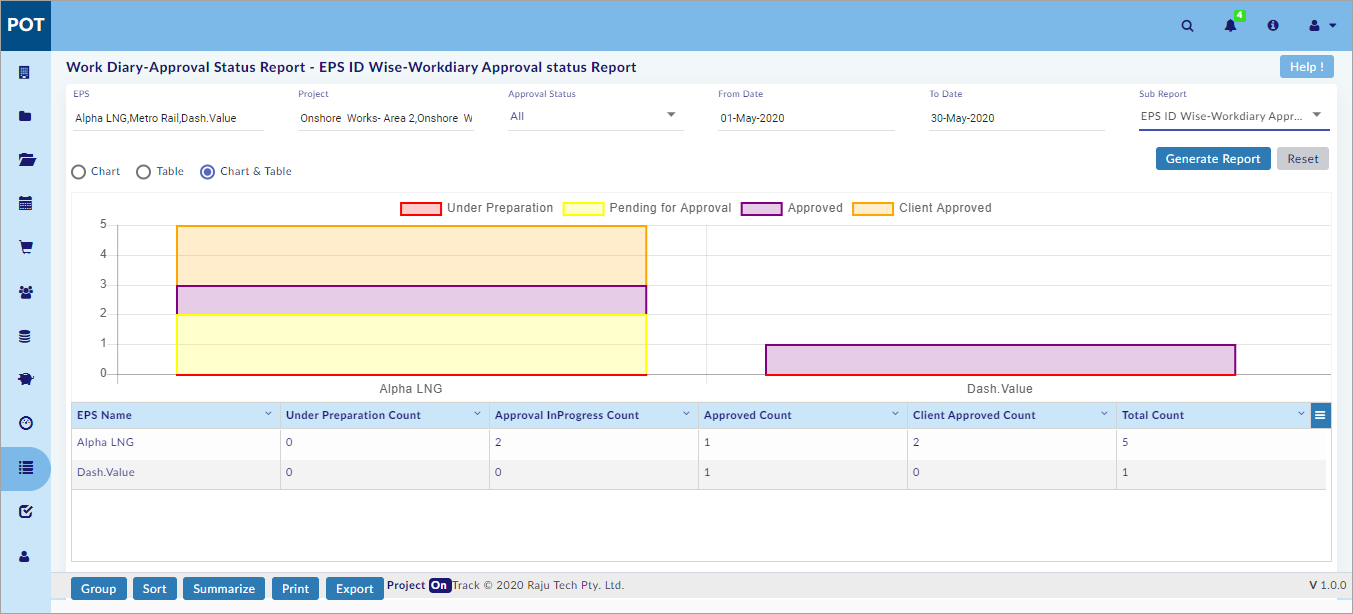 POT
4
Work Diary-Approval Status Report - EPS ID Wise-Workdiary Approval status Report
Help !
EPS Project Approval Status From Date To Date Sub Report
Alpha LNG,Metro Rail,Dash.Value Onshore Works- Area 2,Onshore W All 01-May-2020 30-May-2020 EPS ID Wise-Workdiary Appr...
Generate Report Reset
Chart Table Chart & Table
Under Preparation Pending for Approval Approved Client Approved
5
4
3
2
1
0
Alpha LNG Dash.Value
EPS Name Under Preparation Count Approval InProgress Count Approved Count Client Approved Count Total Count
Alpha LNG 0 2 1 2 5
Dash.Value 0 0 1 0 1
Group Sort Summarize Print Export Project On Track © 2020 Raju Tech Pty. Ltd. V 1.0.0